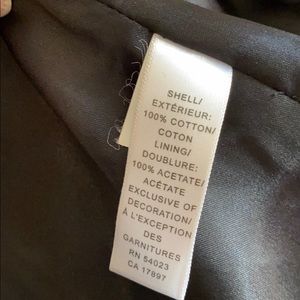 SHELL/
EXTÉRIEUR:
100% COTTON/
COTON
LINING/
DOUBLURE:
100% ACETATE/
ACÉTATE
EXCLUSIVE OF
DECORATION/
À L'EXCEPTION
DES
GARNITURES
RN 54023
CA 17897